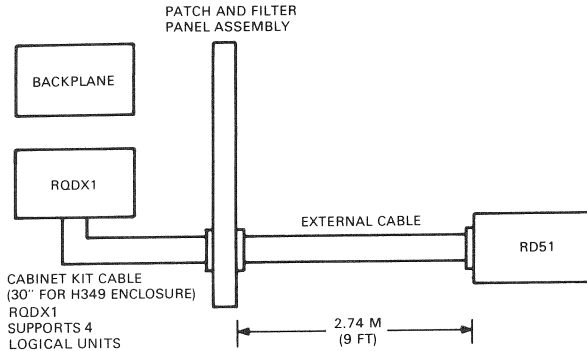 PATCH AND FILTER
PANEL ASSEMBLY
BACKPLANE
RQDX1
EXTERNAL CABLE
RD51
CABINET KIT CABLE
(30" FOR H349 ENCLOSURE)
RQDX1
SUPPORTS 4
LOGICAL UNITS
2.74 M
(9 FT)